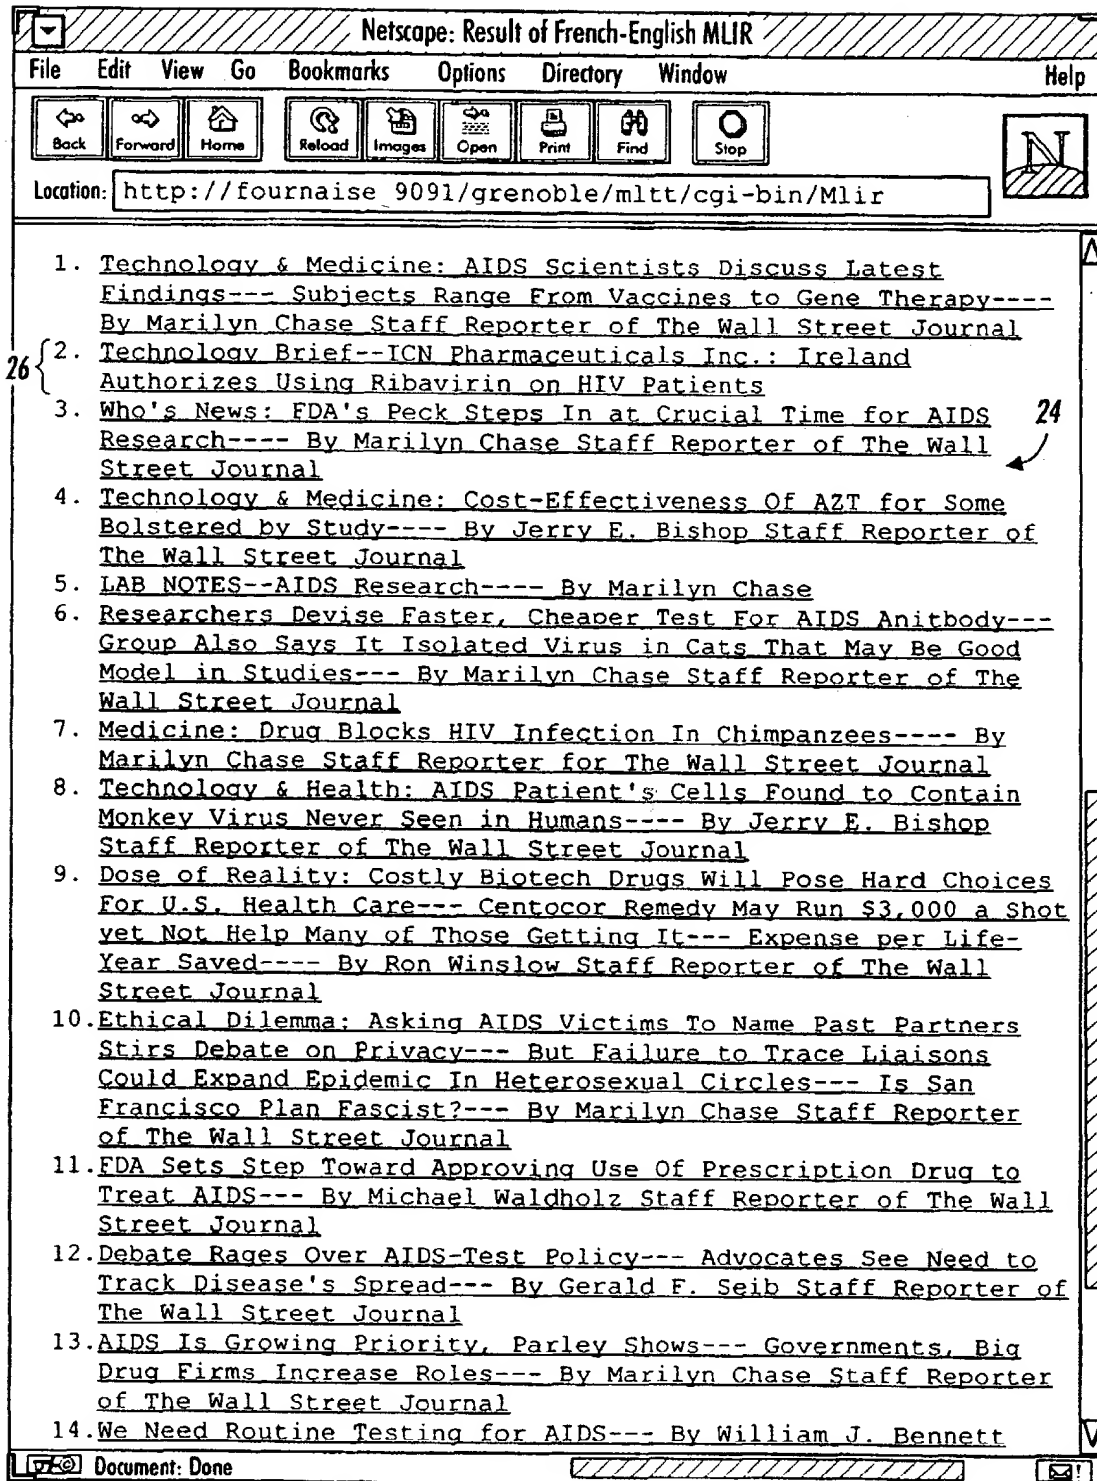 Netscape: Result of French-English MLIR
File Edit View Go Bookmarks Options Directory Window Help
Back Forward Home Reload Images Open Print Find Stop
N
Location: http://fournaise 9091/grenoble/mltt/cgi-bin/Mlir
1. Technology & Medicine: AIDS Scientists Discuss Latest
Findings--- Subjects Range From Vaccines to Gene Therapy----
By Marilyn Chase Staff Reporter of The Wall Street Journal
26 2. Technology Brief--ICN Pharmaceuticals Inc.: Ireland
Authorizes Using Ribavirin on HIV Patients
3. Who's News: FDA's Peck Steps In at Crucial Time for AIDS 24
Research---- By Marilyn Chase Staff Reporter of The Wall
Street Journal
4. Technology & Medicine: Cost-Effectiveness Of AZT for Some
Bolstered by Study---- By Jerry E. Bishop Staff Reporter of
The Wall Street Journal
5. LAB NOTES--AIDS Research---- By Marilyn Chase
6. Researchers Devise Faster, Cheaper Test For AIDS Anitbody---
Group Also Says It Isolated Virus in Cats That May Be Good
Model in Studies--- By Marilyn Chase Staff Reporter of The
Wall Street Journal
7. Medicine: Drug Blocks HIV Infection In Chimpanzees---- By
Marilyn Chase Staff Reporter for The Wall Street Journal
8. Technology & Health: AIDS Patient's Cells Found to Contain
Monkey Virus Never Seen in Humans---- By Jerry E. Bishop
Staff Reporter of The Wall Street Journal
9. Dose of Reality: Costly Biotech Drugs Will Pose Hard Choices
For U.S. Health Care--- Centocor Remedy May Run $3,000 a Shot
yet Not Help Many of Those Getting It--- Expense per Life-
Year Saved---- By Ron Winslow Staff Reporter of The Wall
Street Journal
10. Ethical Dilemma: Asking AIDS Victims To Name Past Partners
Stirs Debate on Privacy--- But Failure to Trace Liaisons
Could Expand Epidemic In Heterosexual Circles--- Is San
Francisco Plan Fascist?--- By Marilyn Chase Staff Reporter
of The Wall Street Journal
11. FDA Sets Step Toward Approving Use Of Prescription Drug to
Treat AIDS--- By Michael Waldholz Staff Reporter of The Wall
Street Journal
12. Debate Rages Over AIDS-Test Policy--- Advocates See Need to
Track Disease's Spread--- By Gerald F. Seib Staff Reporter of
The Wall Street Journal
13. AIDS Is Growing Priority, Parley Shows--- Governments, Big
Drug Firms Increase Roles--- By Marilyn Chase Staff Reporter
of The Wall Street Journal
14. We Need Routine Testing for AIDS--- By William J. Bennett
Document: Done